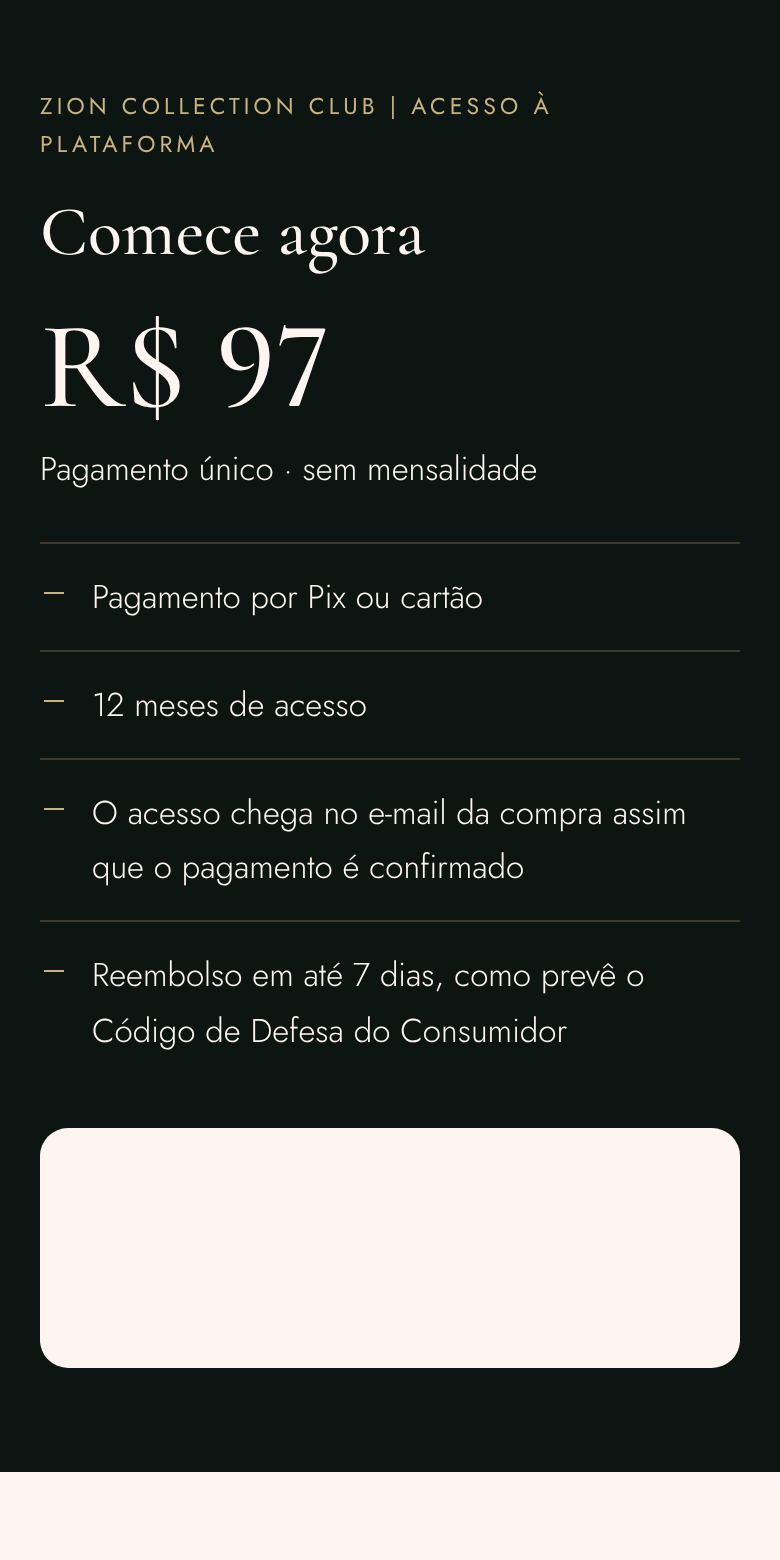 ZION COLLECTION CLUB | ACESSO À
PLATAFORMA
Comece agora
R$ 97
Pagamento único · sem mensalidade
— Pagamento por Pix ou cartão
— 12 meses de acesso
— O acesso chega no e-mail da compra assim
que o pagamento é confirmado
— Reembolso em até 7 dias, como prevê o
Código de Defesa do Consumidor